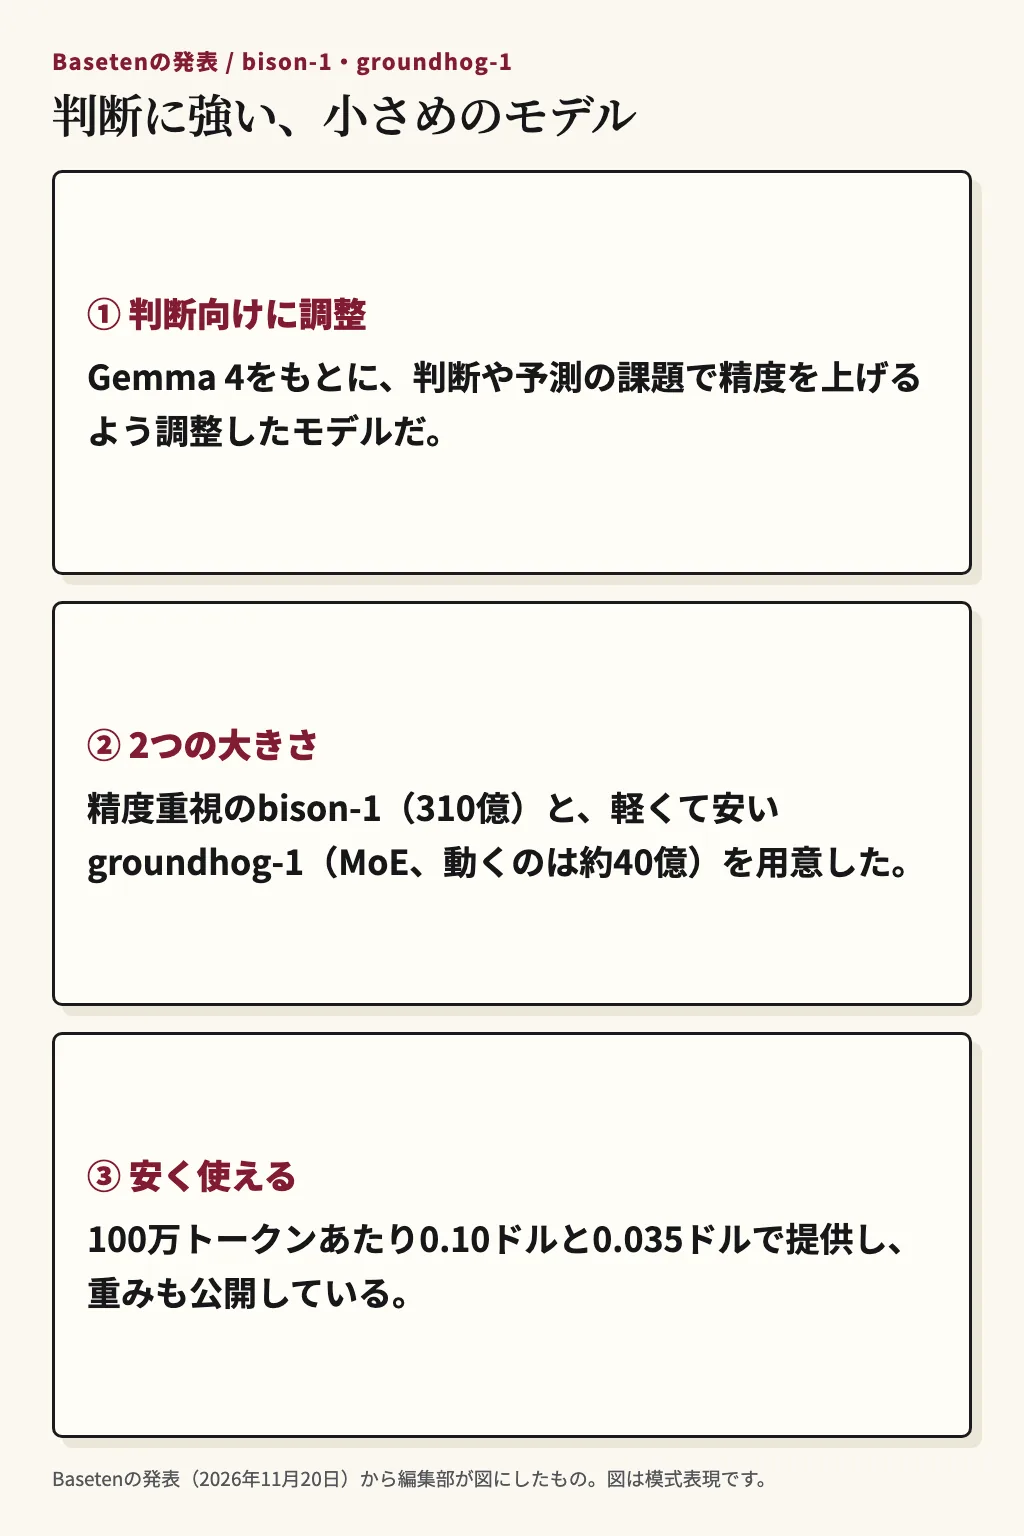 Basetenの発表 / bison-1・groundhog-1
判断に強い、小さめのモデル
① 判断向けに調整
Gemma 4をもとに、判断や予測の課題で精度を上げる
よう調整したモデルだ。
② 2つの大きさ
精度重視のbison-1（310億）と、軽くて安い
groundhog-1（MoE、動くのは約40億）を用意した。
③ 安く使える
100万トークンあたり0.10ドルと0.035ドルで提供し、
重みも公開している。
Basetenの発表（2026年11月20日）から編集部が図にしたもの。図は模式表現です。